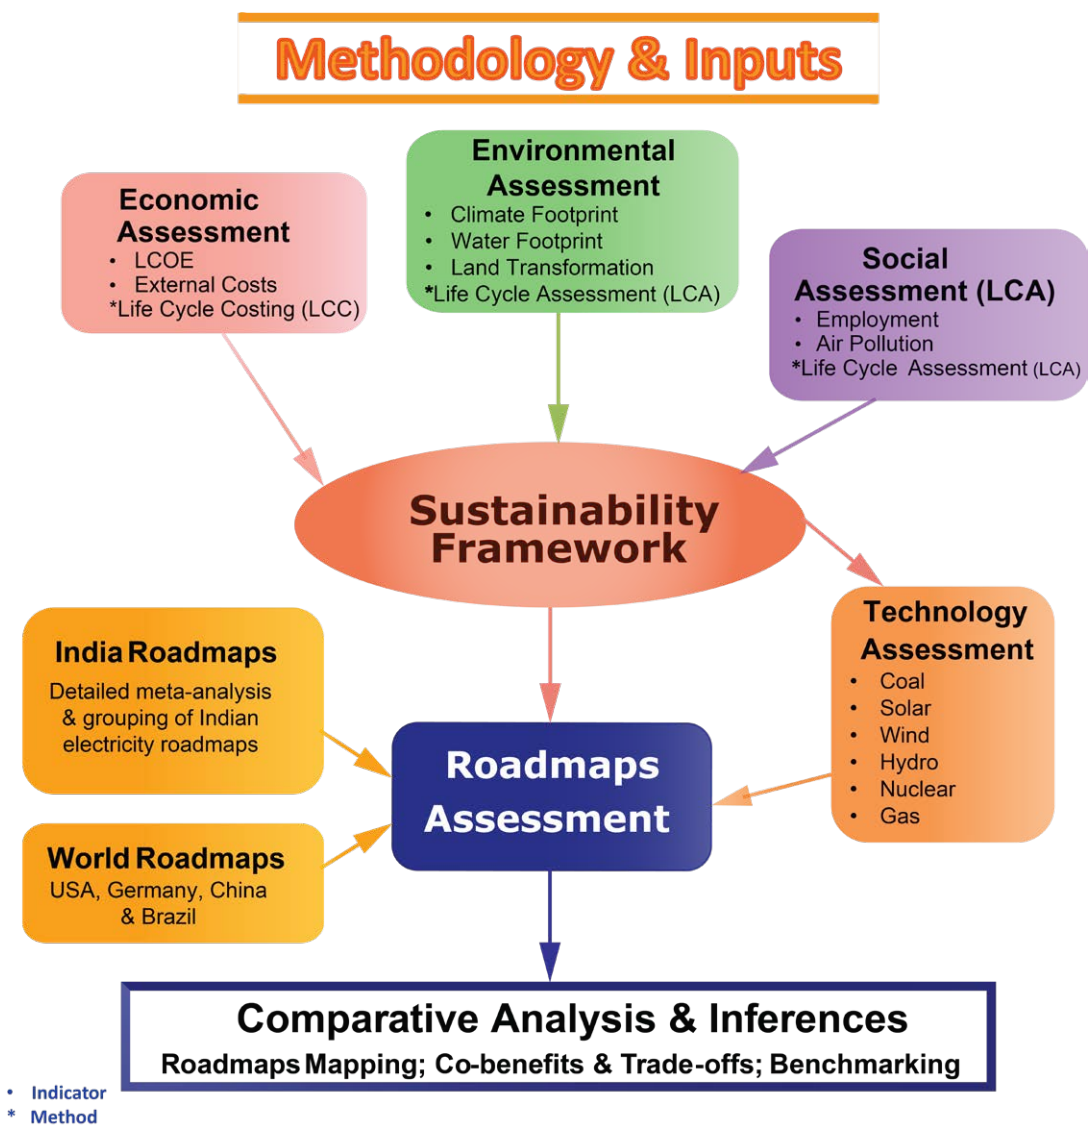 Methodology & Inputs
Economic
Assessment
• LCOE
• External Costs
*Life Cycle Costing (LCC)
Environmental
Assessment
• Climate Footprint
• Water Footprint
• Land Transformation
*Life Cycle Assessment (LCA)
Social
Assessment (LCA)
• Employment
• Air Pollution
*Life Cycle Assessment (LCA)
Sustainability
Framework
India Roadmaps
Detailed meta-analysis
& grouping of Indian
electricity roadmaps
World Roadmaps
USA, Germany, China
& Brazil
Roadmaps
Assessment
Technology
Assessment
• Coal
• Solar
• Wind
• Hydro
• Nuclear
• Gas
Comparative Analysis & Inferences
Roadmaps Mapping; Co-benefits & Trade-offs; Benchmarking
• Indicator
* Method